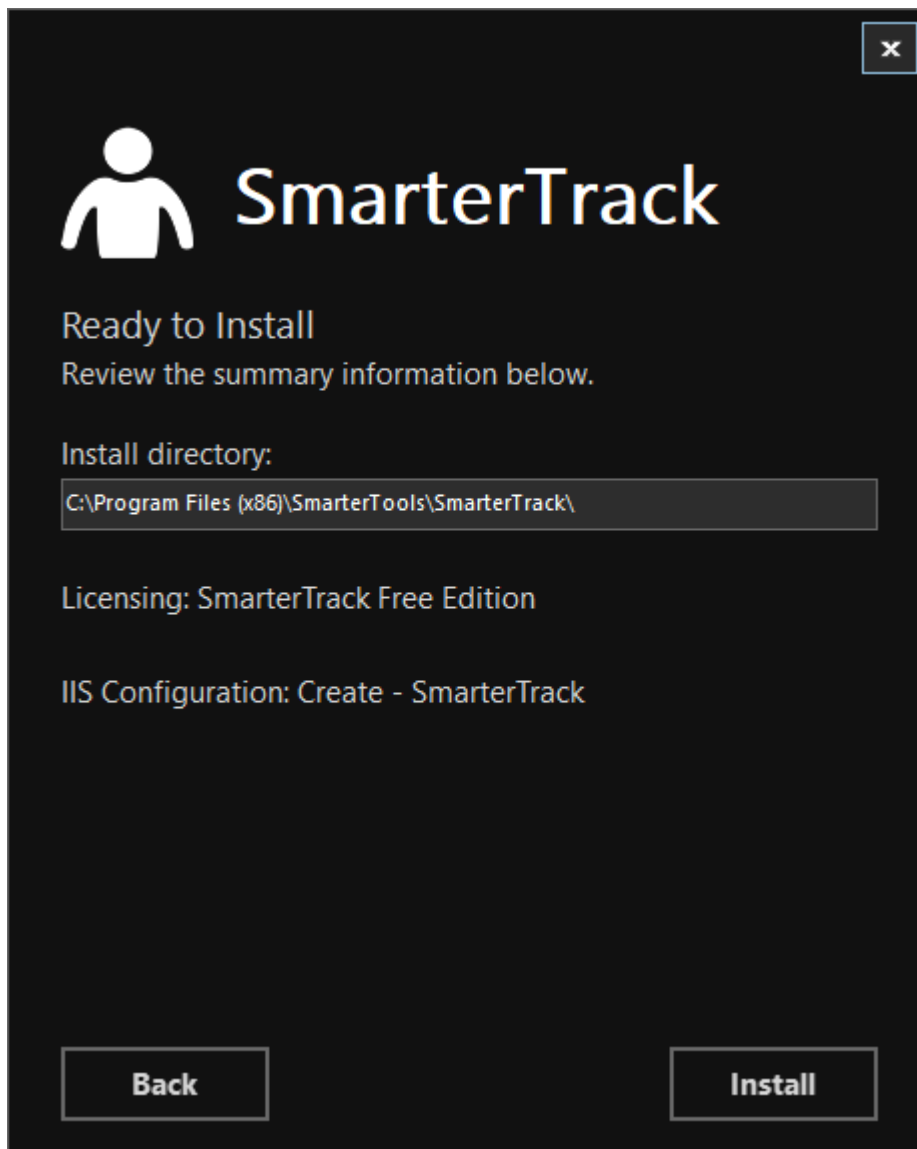 x
SmarterTrack
Ready to Install
Review the summary information below.
Install directory:
C:\Program Files (x86)\SmarterTools\SmarterTrack\
Licensing: SmarterTrack Free Edition
IIS Configuration: Create - SmarterTrack
Back
Install